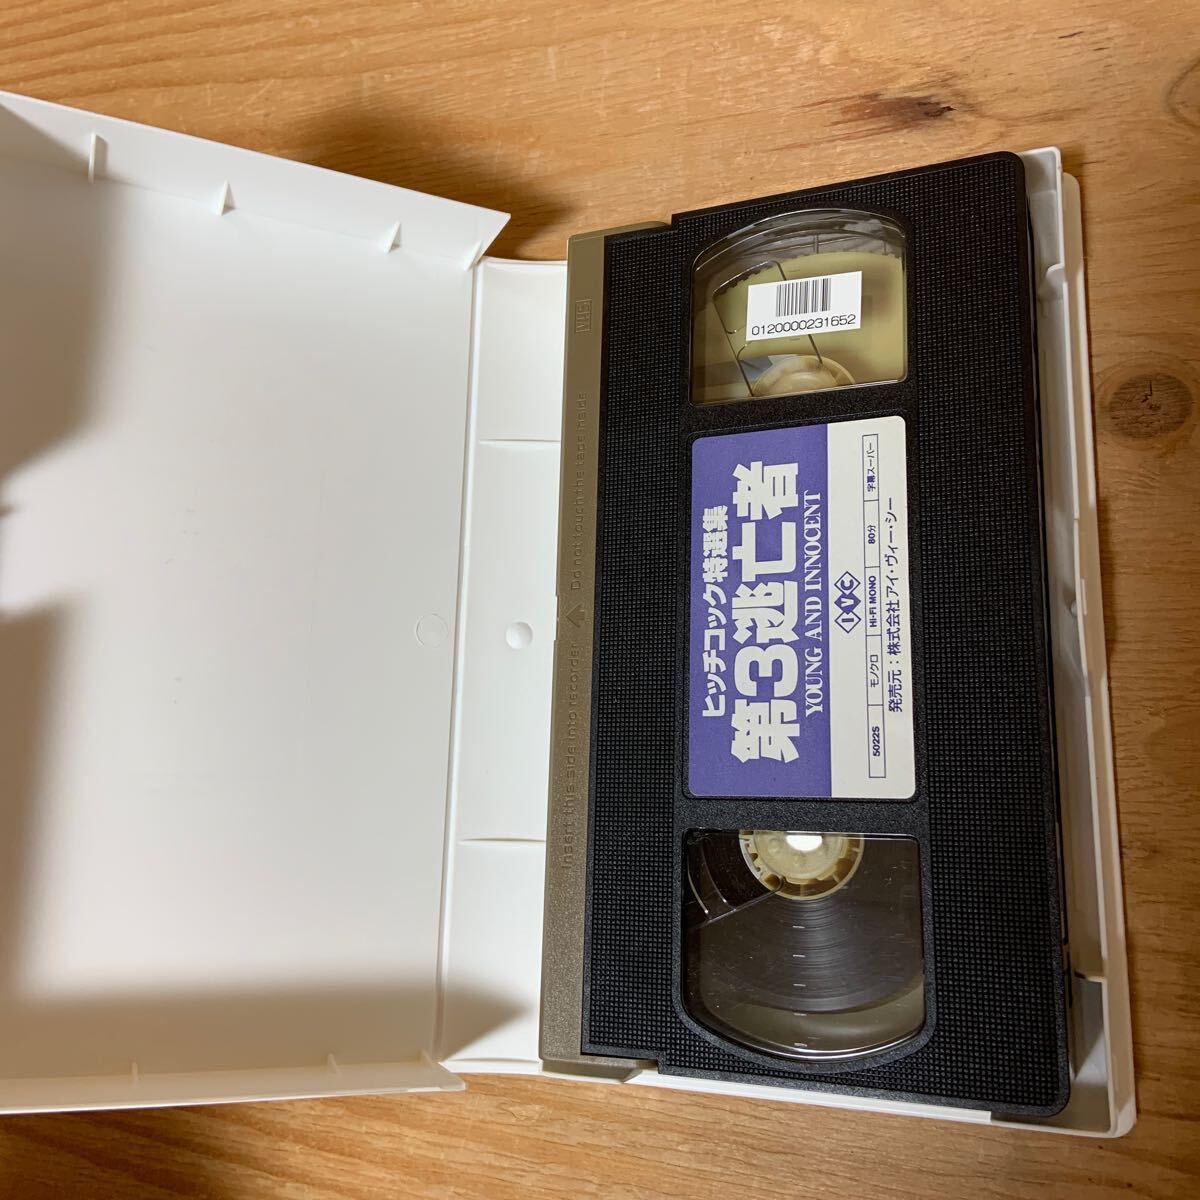 ヒッチコック特選集
第3逃亡者
YOUNG AND INNOCENT
IVC
5022S モノクロ HI-FI MONO 80分 字幕スーパー
発売元:株式会社アイ・ヴィー・シー
0120000231652
VHS
Insert this side into recorder Do not touch the tape inside